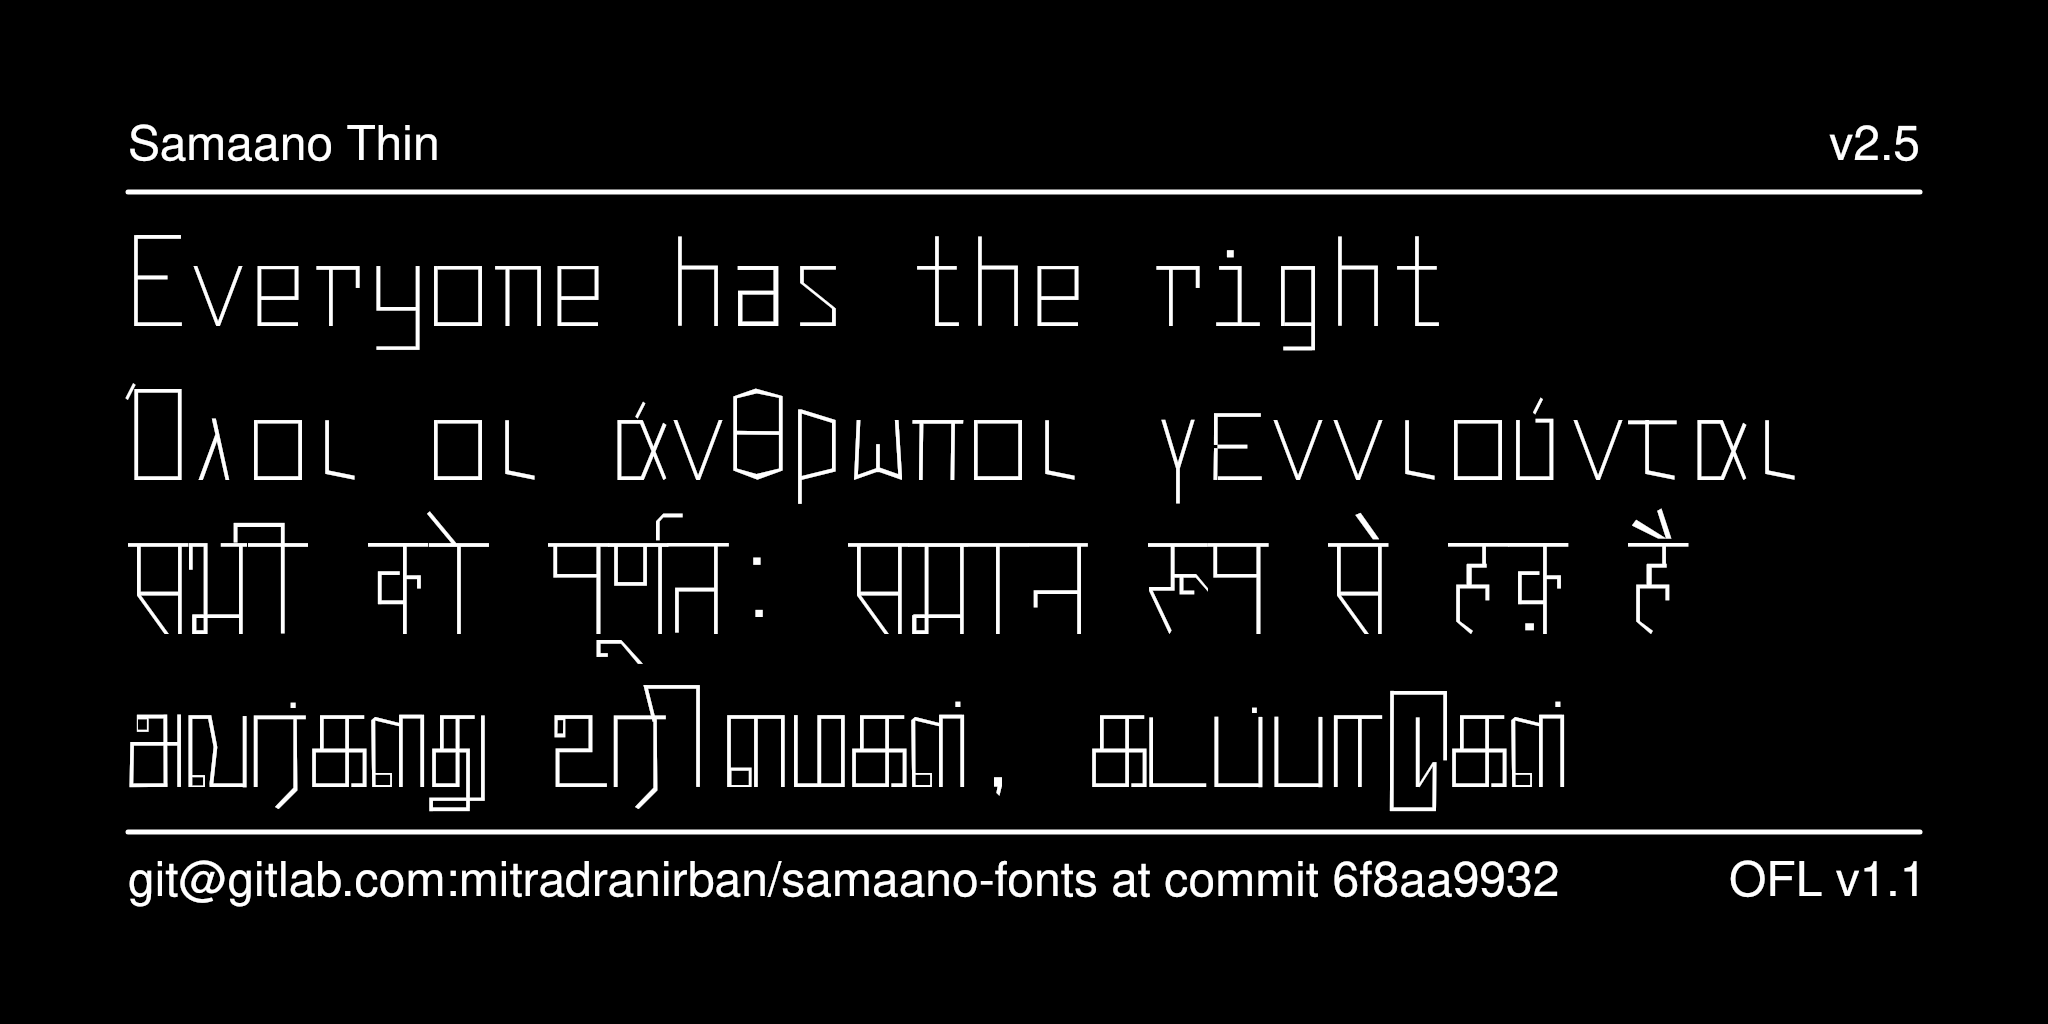 Samaano Thin
v2.5
Everyone has the right
Όλοι οι άνθρωποι γεννιούνται
सभी को पूर्णत: समान रूप से हक़ है
அவர்களது உரிமைகள், கடப்பாடுகள்
git@gitlab.com:mitradranirban/samaano-fonts at commit 6f8aa9932
OFL v1.1